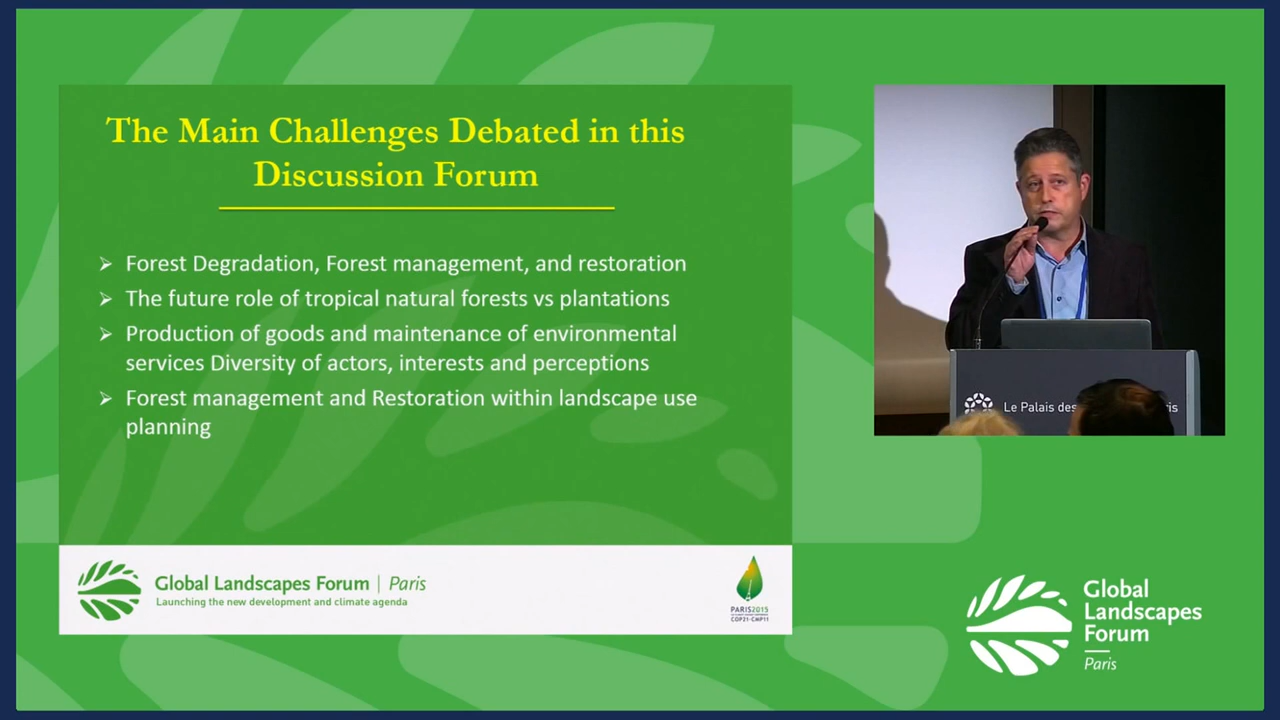 The Main Challenges Debated in this
Discussion Forum
➢ Forest Degradation, Forest management, and restoration
➢ The future role of tropical natural forests vs plantations
➢ Production of goods and maintenance of environmental
services Diversity of actors, interests and perceptions
➢ Forest management and Restoration within landscape use
planning
Global Landscapes Forum | Paris
Launching the new development and climate agenda
PARIS2015
COP21·CMP11
Le Palais des
is
Global
Landscapes
Forum
Paris